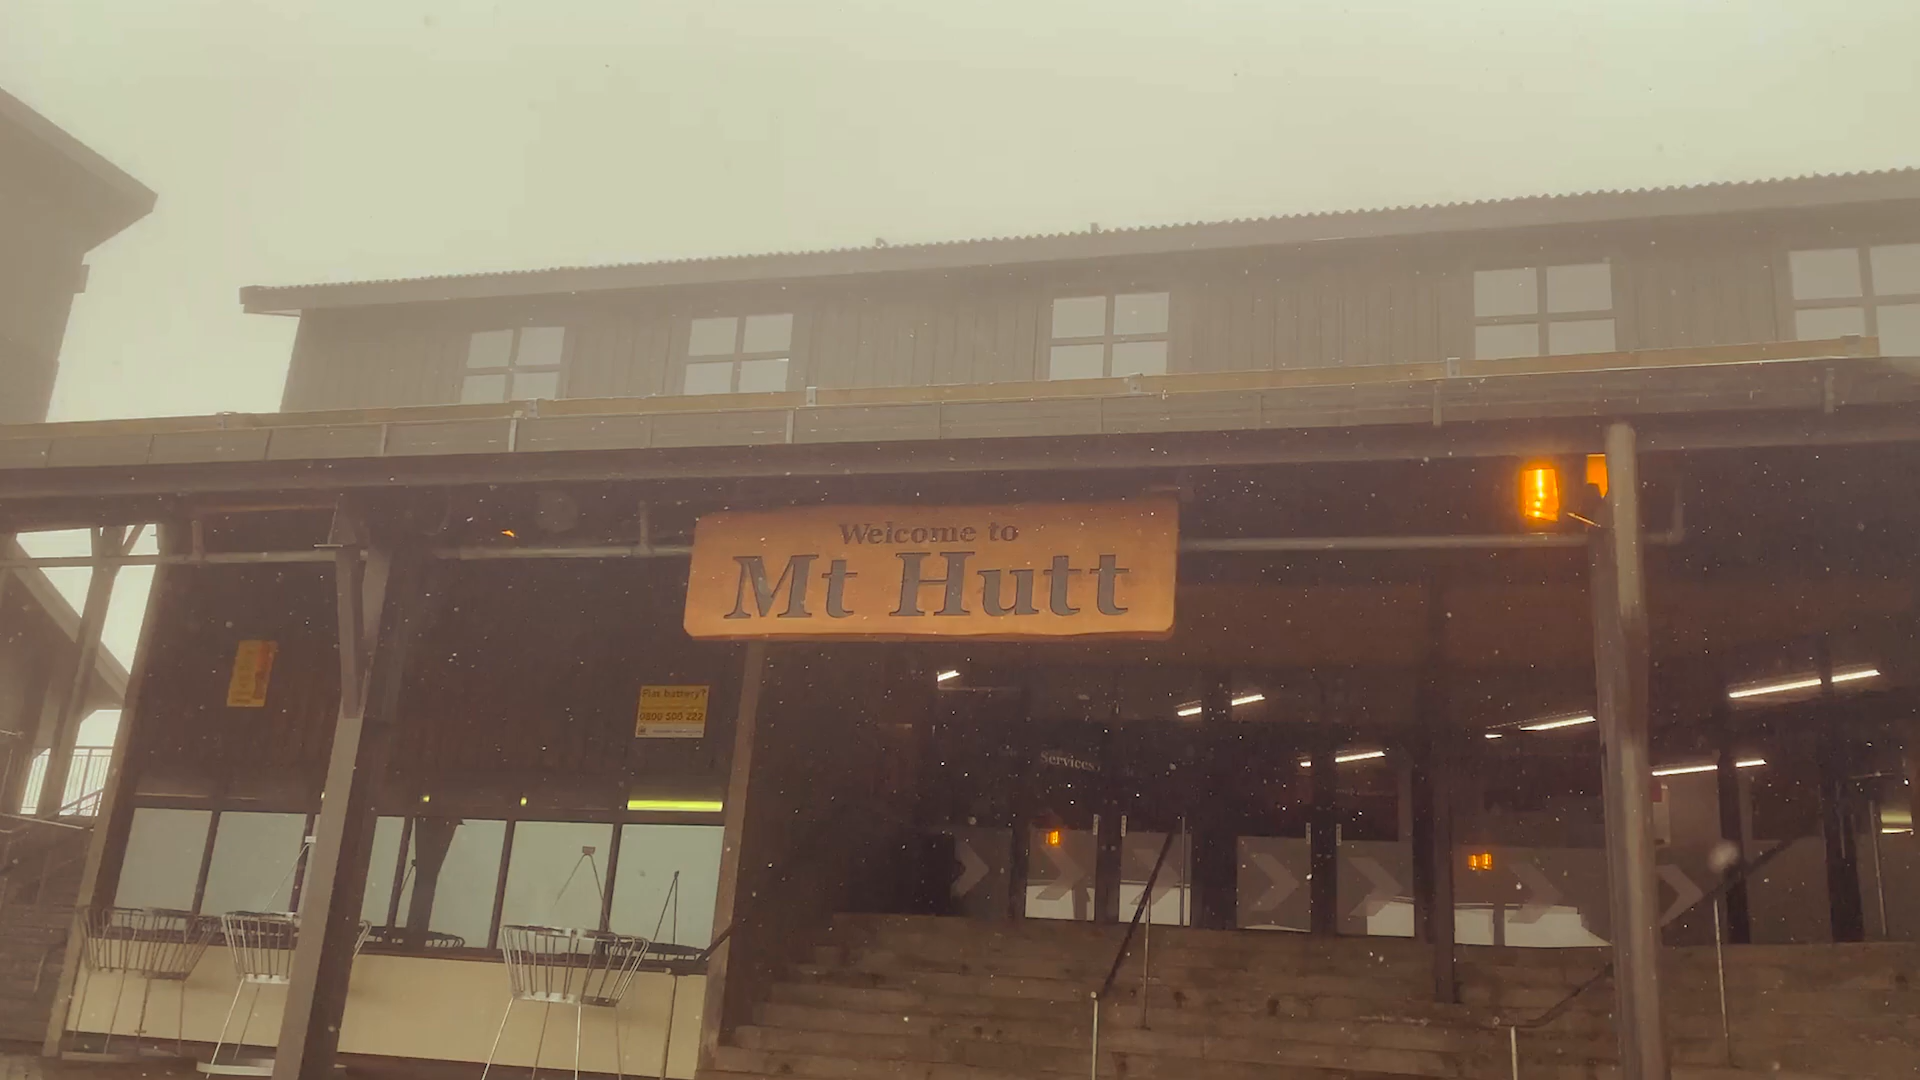 Welcome to
Mt Hutt
Flat battery?
0800 500 222
Services